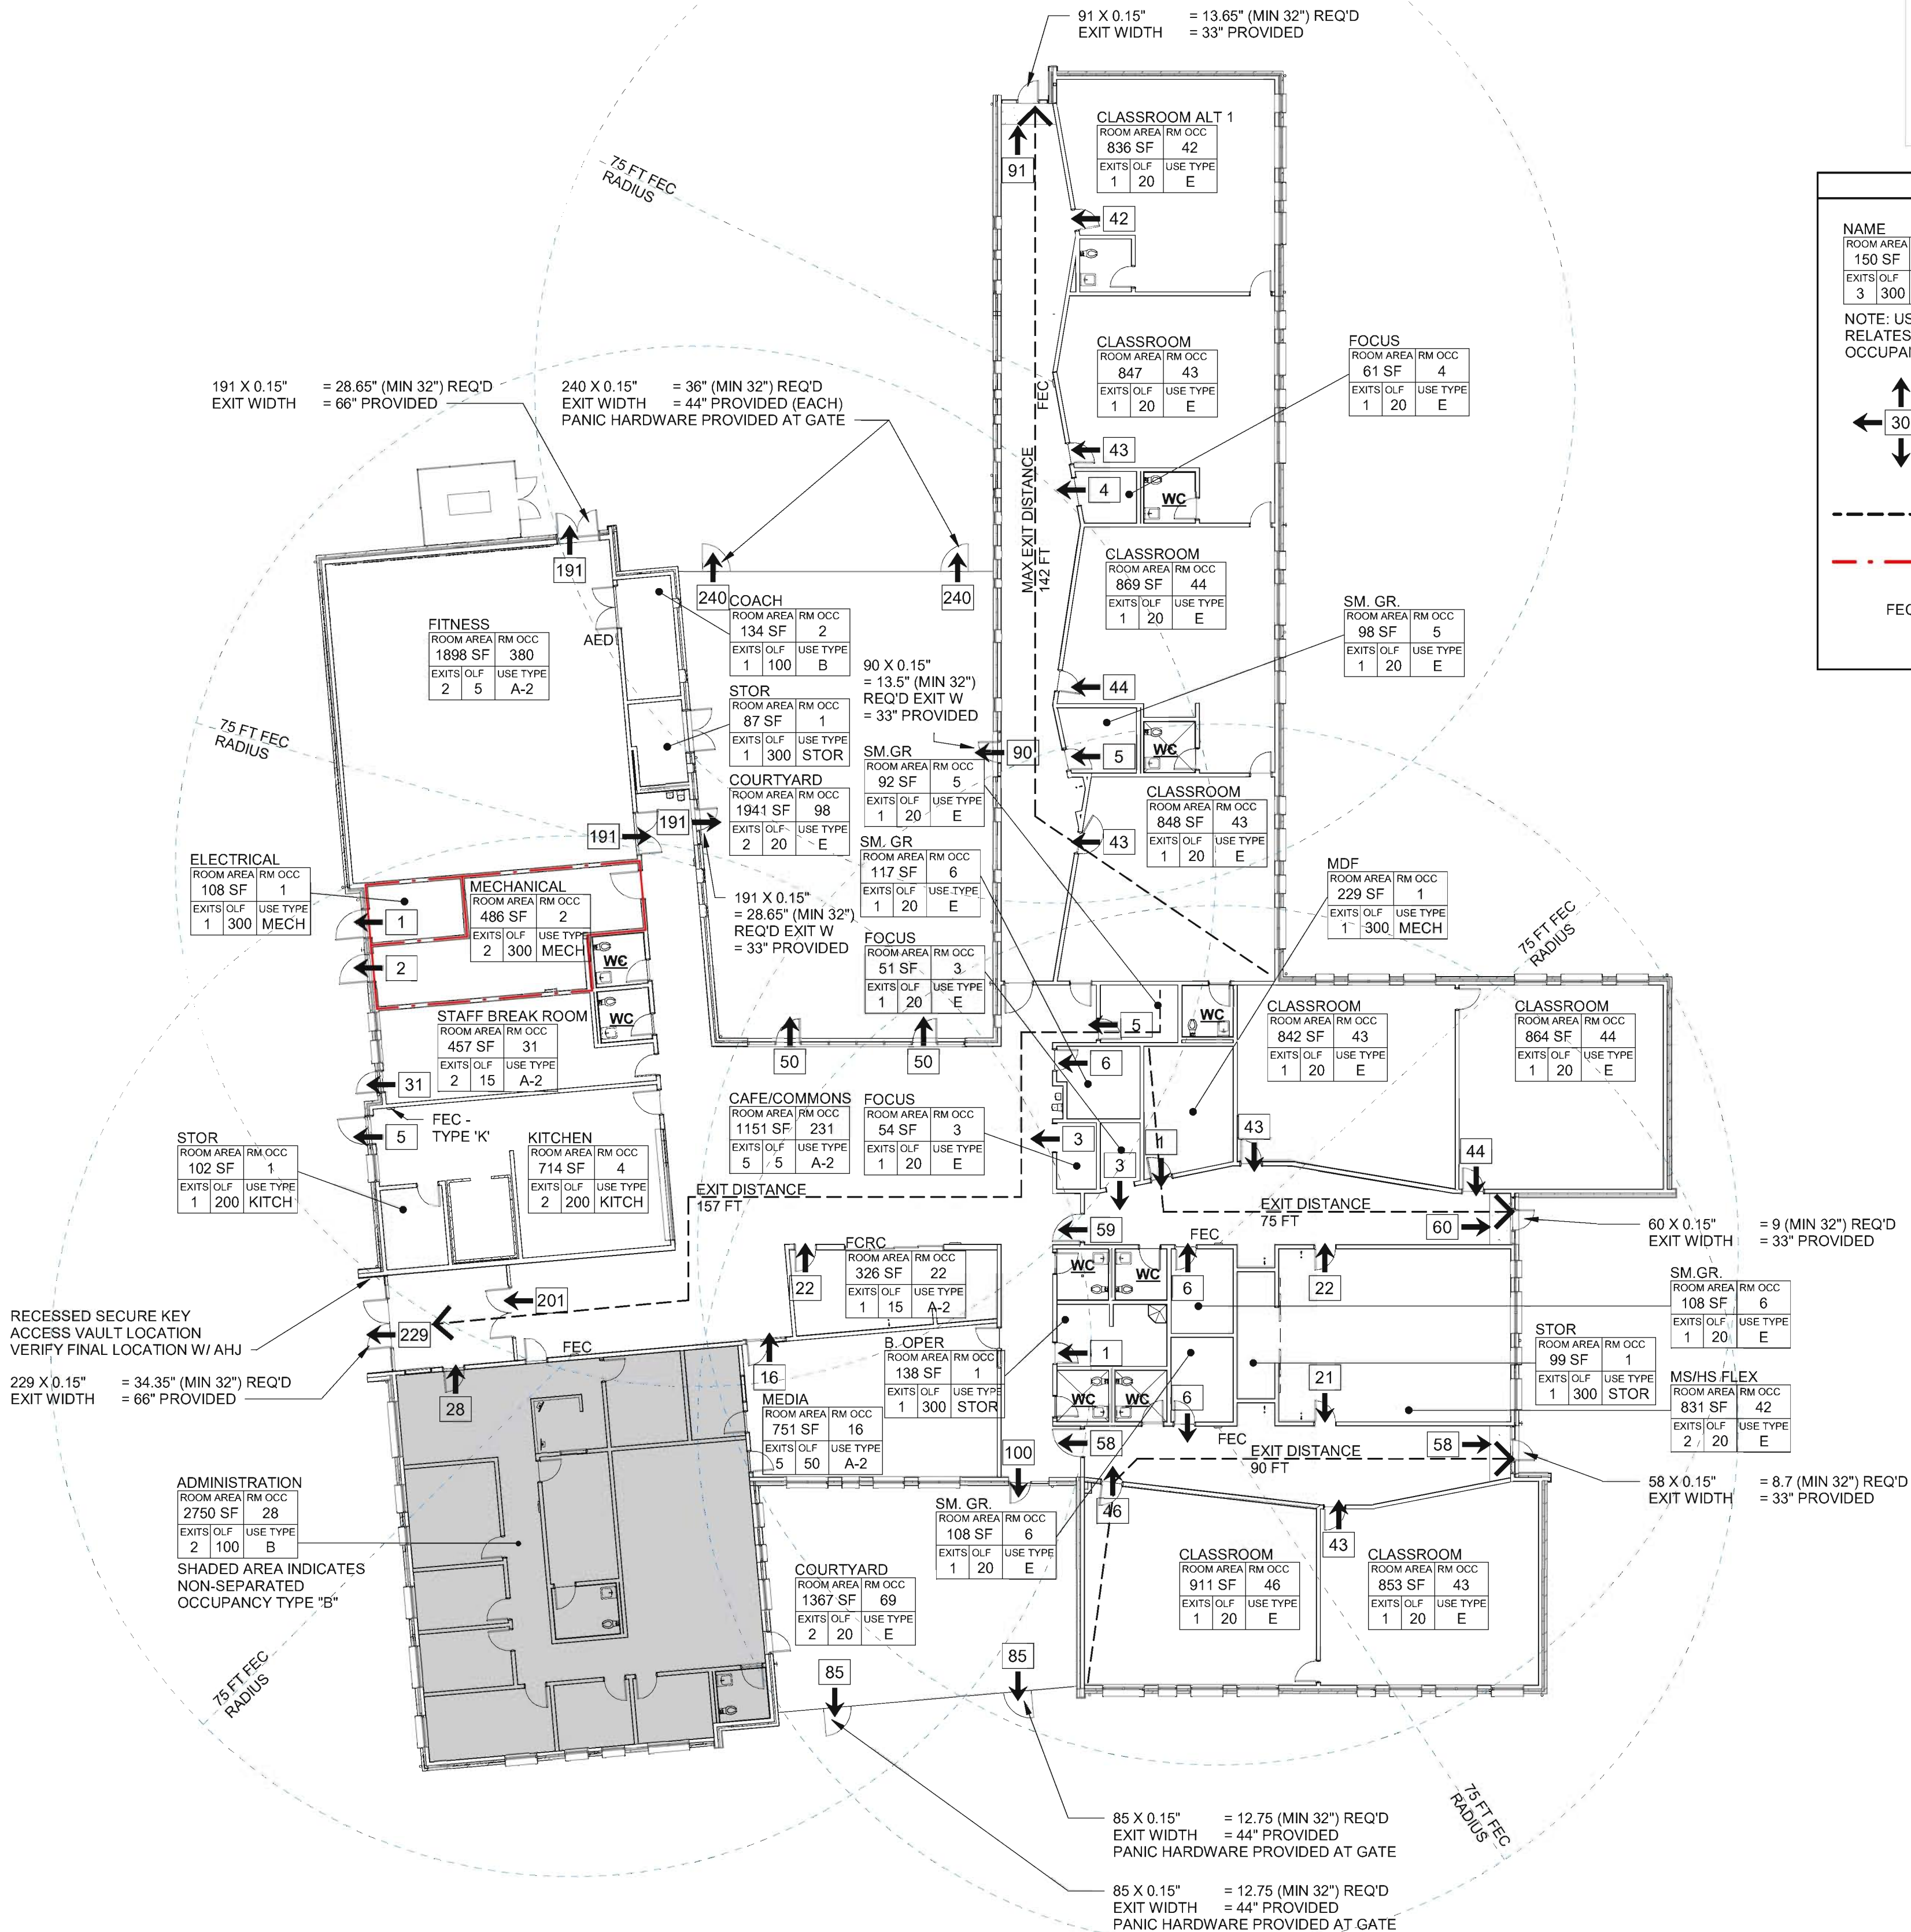 91 X 0.15" = 13.65" (MIN 32") REQ'D
EXIT WIDTH = 33" PROVIDED
CLASSROOM ALT 1
ROOM AREA RM OCC
836 SF 42
EXITS OLF USE TYPE
1 20 E
75 FT FEC
RADIUS
91
42
NAME
ROOM AREA
150 SF
EXITS OLF
3 300
NOTE: US
RELATES
OCCUPA
30
FEC
CLASSROOM
ROOM AREA RM OCC
847 43
EXITS OLF USE TYPE
1 20 E
FOCUS
ROOM AREA RM OCC
61 SF 4
EXITS OLF USE TYPE
1 20 E
191 X 0.15" = 28.65" (MIN 32") REQ'D
EXIT WIDTH = 66" PROVIDED
240 X 0.15" = 36" (MIN 32") REQ'D
EXIT WIDTH = 44" PROVIDED (EACH)
PANIC HARDWARE PROVIDED AT GATE
FEC
43
4
WC
MAX EXIT DISTANCE
142 FT
191
240
240
CLASSROOM
ROOM AREA RM OCC
869 SF 44
EXITS OLF USE TYPE
1 20 E
SM. GR.
ROOM AREA RM OCC
98 SF 5
EXITS OLF USE TYPE
1 20 E
COACH
ROOM AREA RM OCC
134 SF 2
EXITS OLF USE TYPE
1 100 B
FITNESS
ROOM AREA RM OCC
1898 SF 380
EXITS OLF USE TYPE
2 5 A-2
AED
90 X 0.15"
= 13.5" (MIN 32")
REQ'D EXIT W
= 33" PROVIDED
44
STOR
ROOM AREA RM OCC
87 SF 1
EXITS OLF USE TYPE
1 300 STOR
75 FT FEC
RADIUS
90
5
WC
SM.GR
ROOM AREA RM OCC
92 SF 5
EXITS OLF USE TYPE
1 20 E
COURTYARD
ROOM AREA RM OCC
1941 SF 98
EXITS OLF USE TYPE
2 20 E
CLASSROOM
ROOM AREA RM OCC
848 SF 43
EXITS OLF USE TYPE
1 20 E
191
191
43
SM. GR
ROOM AREA RM OCC
117 SF 6
EXITS OLF USE TYPE
1 20 E
ELECTRICAL
ROOM AREA RM OCC
108 SF 1
EXITS OLF USE TYPE
1 300 MECH
MDF
ROOM AREA RM OCC
229 SF 1
EXITS OLF USE TYPE
1 300 MECH
MECHANICAL
ROOM AREA RM OCC
486 SF 2
EXITS OLF USE TYPE
2 300 MECH
191 X 0.15"
= 28.65" (MIN 32")
REQ'D EXIT W
= 33" PROVIDED
1
2
WC
75 FT FEC
RADIUS
FOCUS
ROOM AREA RM OCC
51 SF 3
EXITS OLF USE TYPE
1 20 E
STAFF BREAK ROOM
ROOM AREA RM OCC
457 SF 31
EXITS OLF USE TYPE
2 15 A-2
WC
5
WC
CLASSROOM
ROOM AREA RM OCC
842 SF 43
EXITS OLF USE TYPE
1 20 E
CLASSROOM
ROOM AREA RM OCC
864 SF 44
EXITS OLF USE TYPE
1 20 E
50
50
6
31
FEC -
TYPE 'K'
5
CAFE/COMMONS
ROOM AREA RM OCC
1151 SF 231
EXITS OLF USE TYPE
5 5 A-2
FOCUS
ROOM AREA RM OCC
54 SF 3
EXITS OLF USE TYPE
1 20 E
STOR
ROOM AREA RM OCC
102 SF 1
EXITS OLF USE TYPE
1 200 KITCH
KITCHEN
ROOM AREA RM OCC
714 SF 4
EXITS OLF USE TYPE
2 200 KITCH
3
3
1
43
44
EXIT DISTANCE
157 FT
EXIT DISTANCE
75 FT
59
60
60 X 0.15" = 9 (MIN 32") REQ'D
EXIT WIDTH = 33" PROVIDED
FEC
FCRC
ROOM AREA RM OCC
326 SF 22
EXITS OLF USE TYPE
1 15 A-2
22
WC
WC
6
22
SM.GR.
ROOM AREA RM OCC
108 SF 6
EXITS OLF USE TYPE
1 20 E
201
229
RECESSED SECURE KEY
ACCESS VAULT LOCATION
VERIFY FINAL LOCATION W/ AHJ
FEC
229 X 0.15" = 34.35" (MIN 32") REQ'D
EXIT WIDTH = 66" PROVIDED
28
16
B. OPER
ROOM AREA RM OCC
138 SF 1
EXITS OLF USE TYPE
1 300 STOR
1
STOR
ROOM AREA RM OCC
99 SF 1
EXITS OLF USE TYPE
1 300 STOR
MEDIA
ROOM AREA RM OCC
751 SF 16
EXITS OLF USE TYPE
5 50 A-2
WC
WC
6
21
MS/HS FLEX
ROOM AREA RM OCC
831 SF 42
EXITS OLF USE TYPE
2 20 E
100
58
FEC
EXIT DISTANCE
90 FT
58
58 X 0.15" = 8.7 (MIN 32") REQ'D
EXIT WIDTH = 33" PROVIDED
ADMINISTRATION
ROOM AREA RM OCC
2750 SF 28
EXITS OLF USE TYPE
2 100 B
SHADED AREA INDICATES
NON-SEPARATED
OCCUPANCY TYPE "B"
SM. GR.
ROOM AREA RM OCC
108 SF 6
EXITS OLF USE TYPE
1 20 E
46
43
COURTYARD
ROOM AREA RM OCC
1367 SF 69
EXITS OLF USE TYPE
2 20 E
CLASSROOM
ROOM AREA RM OCC
911 SF 46
EXITS OLF USE TYPE
1 20 E
CLASSROOM
ROOM AREA RM OCC
853 SF 43
EXITS OLF USE TYPE
1 20 E
85
85
75 FT FEC
RADIUS
75 FT FEC
RADIUS
85 X 0.15" = 12.75 (MIN 32") REQ'D
EXIT WIDTH = 44" PROVIDED
PANIC HARDWARE PROVIDED AT GATE
85 X 0.15" = 12.75 (MIN 32") REQ'D
EXIT WIDTH = 44" PROVIDED
PANIC HARDWARE PROVIDED AT GATE